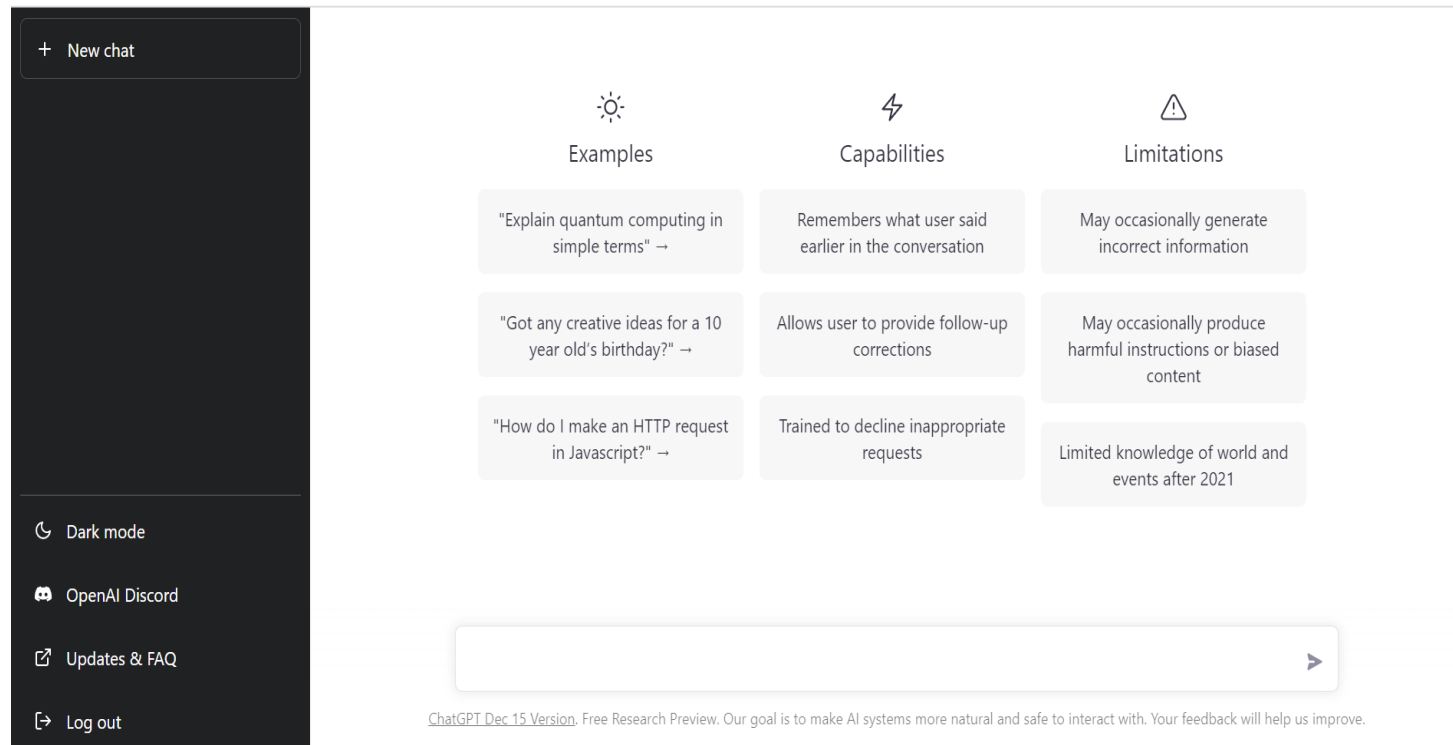 New chat
Examples
"Explain quantum computing in
simple terms" →
"Got any creative ideas for a 10
year old's birthday?" →
"How do I make an HTTP request
in Javascript?" →
Capabilities
Remembers what user said
earlier in the conversation
Allows user to provide follow-up
corrections
Trained to decline inappropriate
requests
Limitations
May occasionally generate
incorrect information
May occasionally produce
harmful instructions or biased
content
Limited knowledge of world and
events after 2021
Dark mode
OpenAI Discord
Updates & FAQ
Log out
ChatGPT Dec 15 Version. Free Research Preview. Our goal is to make AI systems more natural and safe to interact with. Your feedback will help us improve.